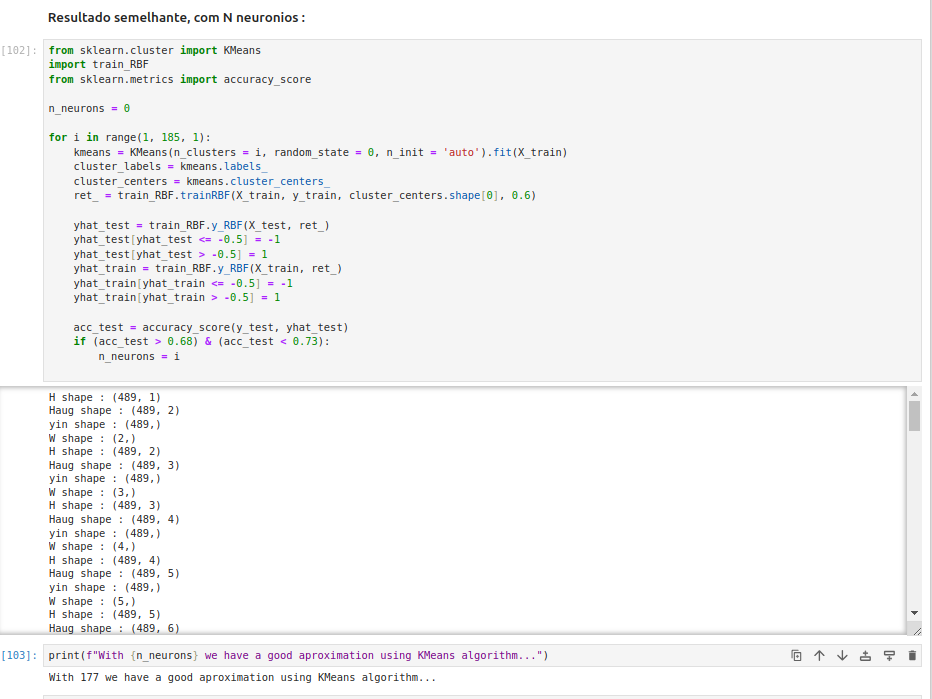 Resultado semelhante, com N neuronios :
[102]:
from sklearn.cluster import KMeans
import train_RBF
from sklearn.metrics import accuracy_score

n_neurons = 0

for i in range(1, 185, 1):
    kmeans = KMeans(n_clusters = i, random_state = 0, n_init = 'auto').fit(X_train)
    cluster_labels = kmeans.labels_
    cluster_centers = kmeans.cluster_centers_
    ret_ = train_RBF.trainRBF(X_train, y_train, cluster_centers.shape[0], 0.6)

    yhat_test = train_RBF.y_RBF(X_test, ret_)
    yhat_test[yhat_test <= -0.5] = -1
    yhat_test[yhat_test > -0.5] = 1
    yhat_train = train_RBF.y_RBF(X_train, ret_)
    yhat_train[yhat_train <= -0.5] = -1
    yhat_train[yhat_train > -0.5] = 1

    acc_test = accuracy_score(y_test, yhat_test)
    if (acc_test > 0.68) & (acc_test < 0.73):
        n_neurons = i
H shape : (489, 1)
Haug shape : (489, 2)
yin shape : (489,)
W shape : (2,)
H shape : (489, 2)
Haug shape : (489, 3)
yin shape : (489,)
W shape : (3,)
H shape : (489, 3)
Haug shape : (489, 4)
yin shape : (489,)
W shape : (4,)
H shape : (489, 4)
Haug shape : (489, 5)
yin shape : (489,)
W shape : (5,)
H shape : (489, 5)
Haug shape : (489, 6)
[103]:
print(f"With {n_neurons} we have a good aproximation using KMeans algorithm...")
With 177 we have a good aproximation using KMeans algorithm...